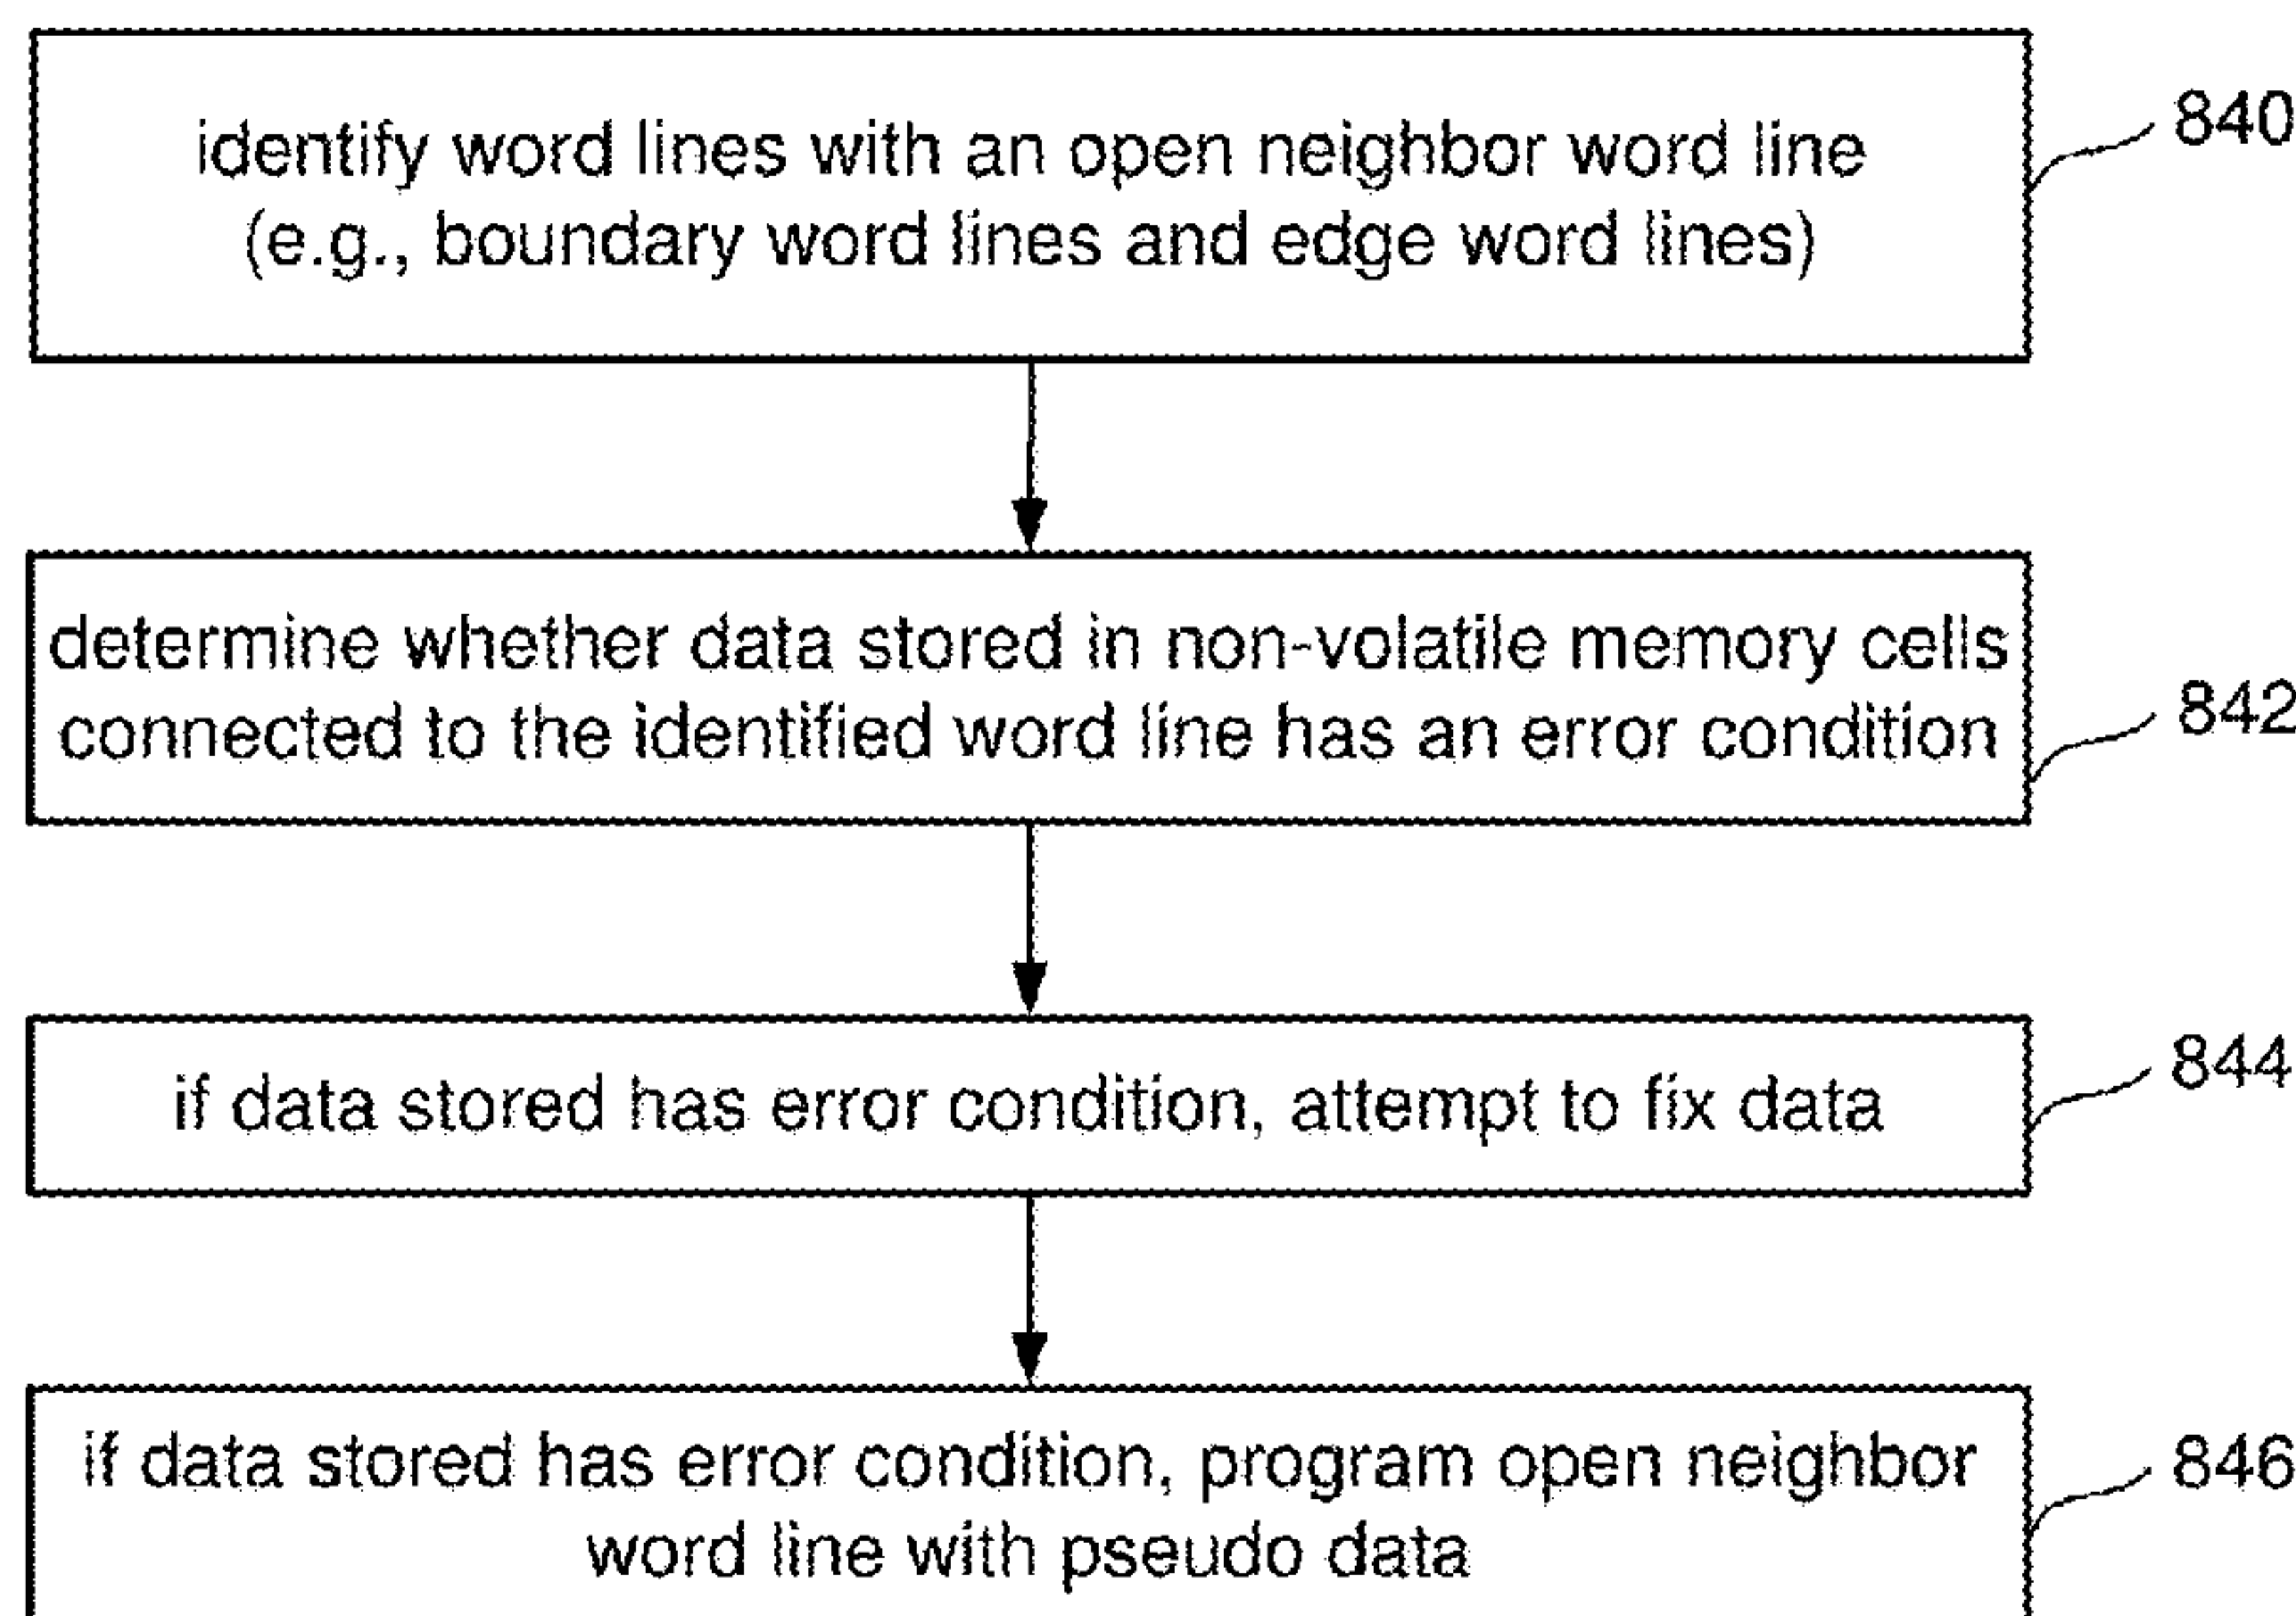 identify word lines with an open neighbor word line
(e.g., boundary word lines and edge word lines)
840
determine whether data stored in non-volatile memory cells
connected to the identified word line has an error condition
842
if data stored has error condition, attempt to fix data
844
if data stored has error condition, program open neighbor
word line with pseudo data
846